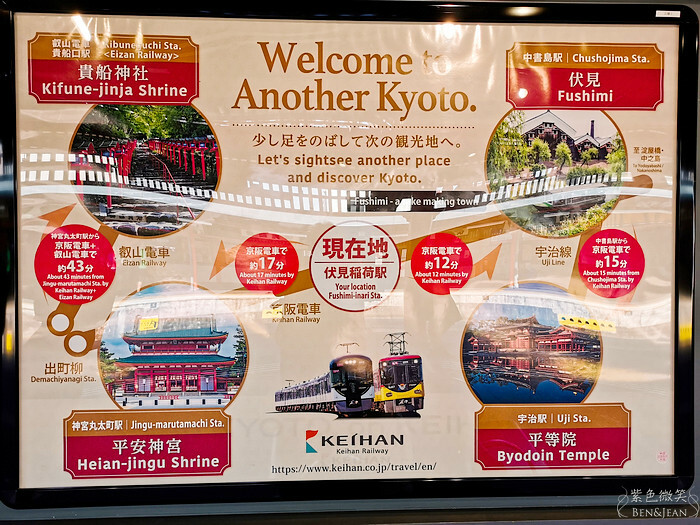 叡山電車
貴船口駅
Kibuneguchi Sta.
<Eizan Railway>
貴船神社
Kifune-jinja Shrine
Welcome to
Another Kyoto.
少し足をのばして次の観光地へ。
Let's sightsee another place
and discover Kyoto.
中書島駅 | Chushojima Sta.
伏見
Fushimi
至 淀屋橋・
中之島
Fushimi - a sake making town
神宮丸太町駅から
京阪電車+
叡山電車で
約43分
About 43 minutes from
Jingu-marutamachi Sta. by
Keihan Railway+
Eizan Railway
叡山電車
Eizan Railway
京阪電車で
約17分
About 17 minutes by
Keihan Railway
現在地
伏見稲荷駅
Your location
Fushimi-inari Sta.
京阪電車で
約12分
About 12 minutes by
Keihan Railway
宇治線
Uji Line
中書島駅から
京阪電車で
約15分
About 15 minutes from
Chushojima Sta. by
Keihan Railway
京阪電車
Keihan Railway
出町柳
Demachiyanagi Sta.
神宮丸太町駅 | Jingu-marutamachi Sta.
平安神宮
Heian-jingu Shrine
KEIHAN
Keihan Railway
https://www.keihan.co.jp/travel/en/
宇治駅 | Uji Sta.
平等院
Byodoin Temple
紫色微笑
BEN&JEAN